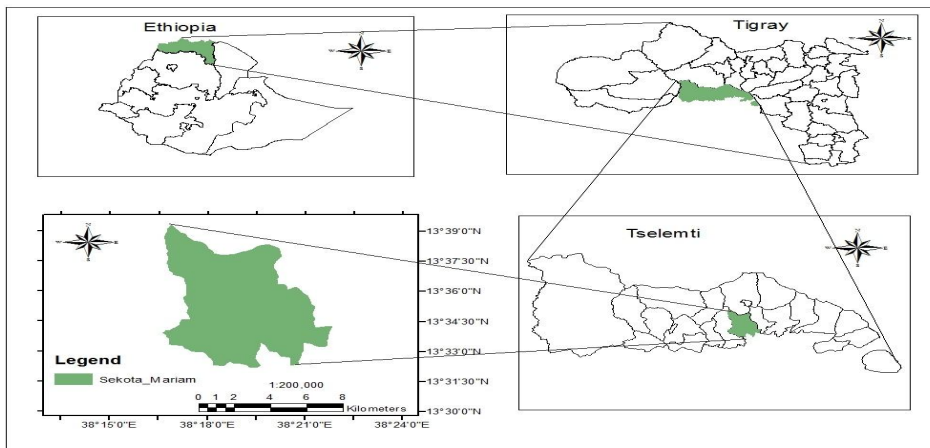 Ethiopia
Tigray
Tselemti
Legend
Sekota_Mariam
1:200,000
0 1 2 4 6 8
Kilometers
13°39'0"N
13°37'30"N
13°36'0"N
13°34'30"N
13°33'0"N
13°31'30"N
13°30'0"N
38°15'0"E 38°18'0"E 38°21'0"E 38°24'0"E